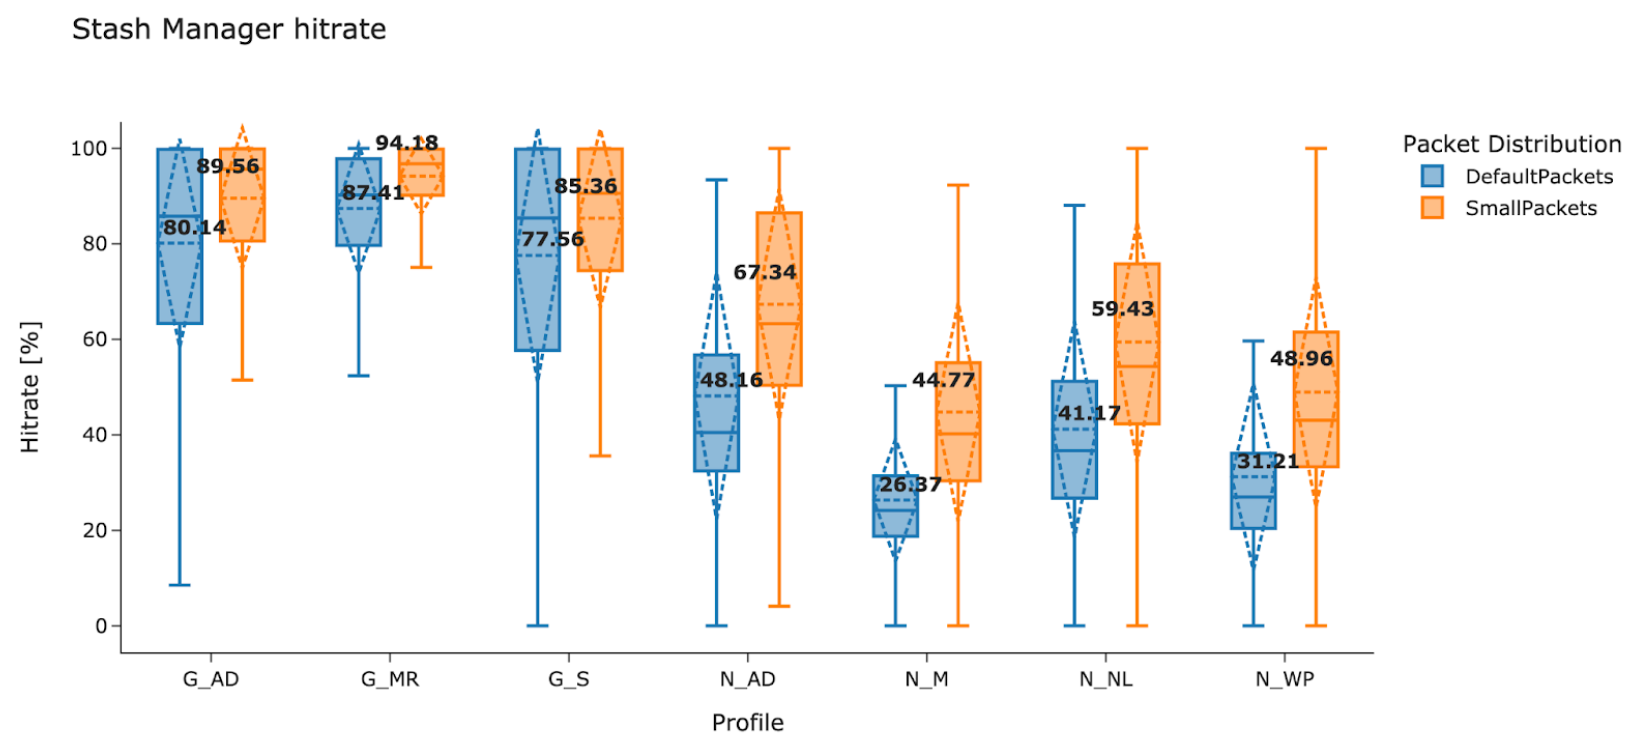 Stash Manager hitrate
Packet Distribution
DefaultPackets
SmallPackets
Hitrate [%]
100
80
60
40
20
0
80.14
89.56
87.41
94.18
77.56
85.36
48.16
67.34
26.37
44.77
41.17
59.43
31.21
48.96
G_AD
G_MR
G_S
N_AD
N_M
N_NL
N_WP
Profile